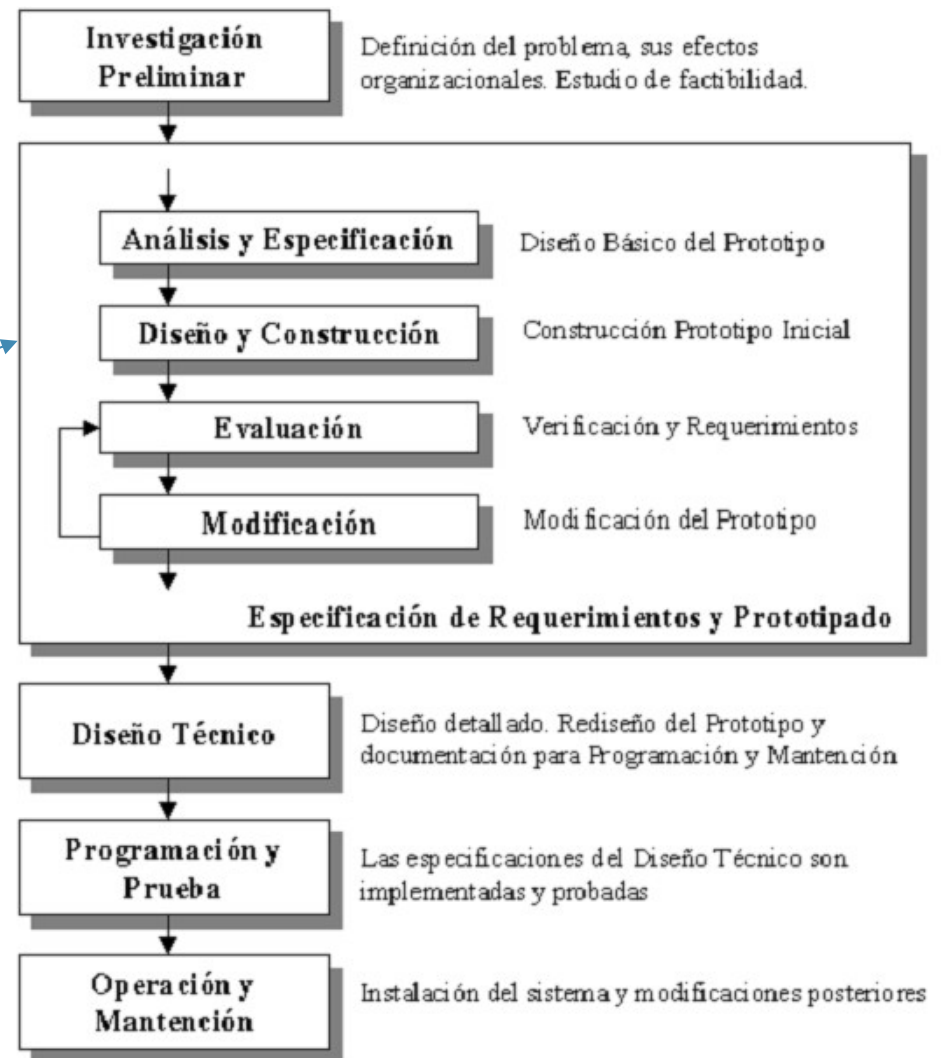 Investigación
Preliminar
Definición del problema, sus efectos
organizacionales. Estudio de factibilidad.
Análisis y Especificación
Diseño Básico del Prototipo
Diseño y Construcción
Construcción Prototipo Inicial
Evaluación
Verificación y Requerimientos
Modificación
Modificación del Prototipo
Especificación de Requerimientos y Prototipado
Diseño Técnico
Diseño detallado. Rediseño del Prototipo y
documentación para Programación y Mantención
Programación y
Prueba
Las especificaciones del Diseño Técnico son
implementadas y probadas
Operación y
Mantención
Instalación del sistema y modificaciones posteriores